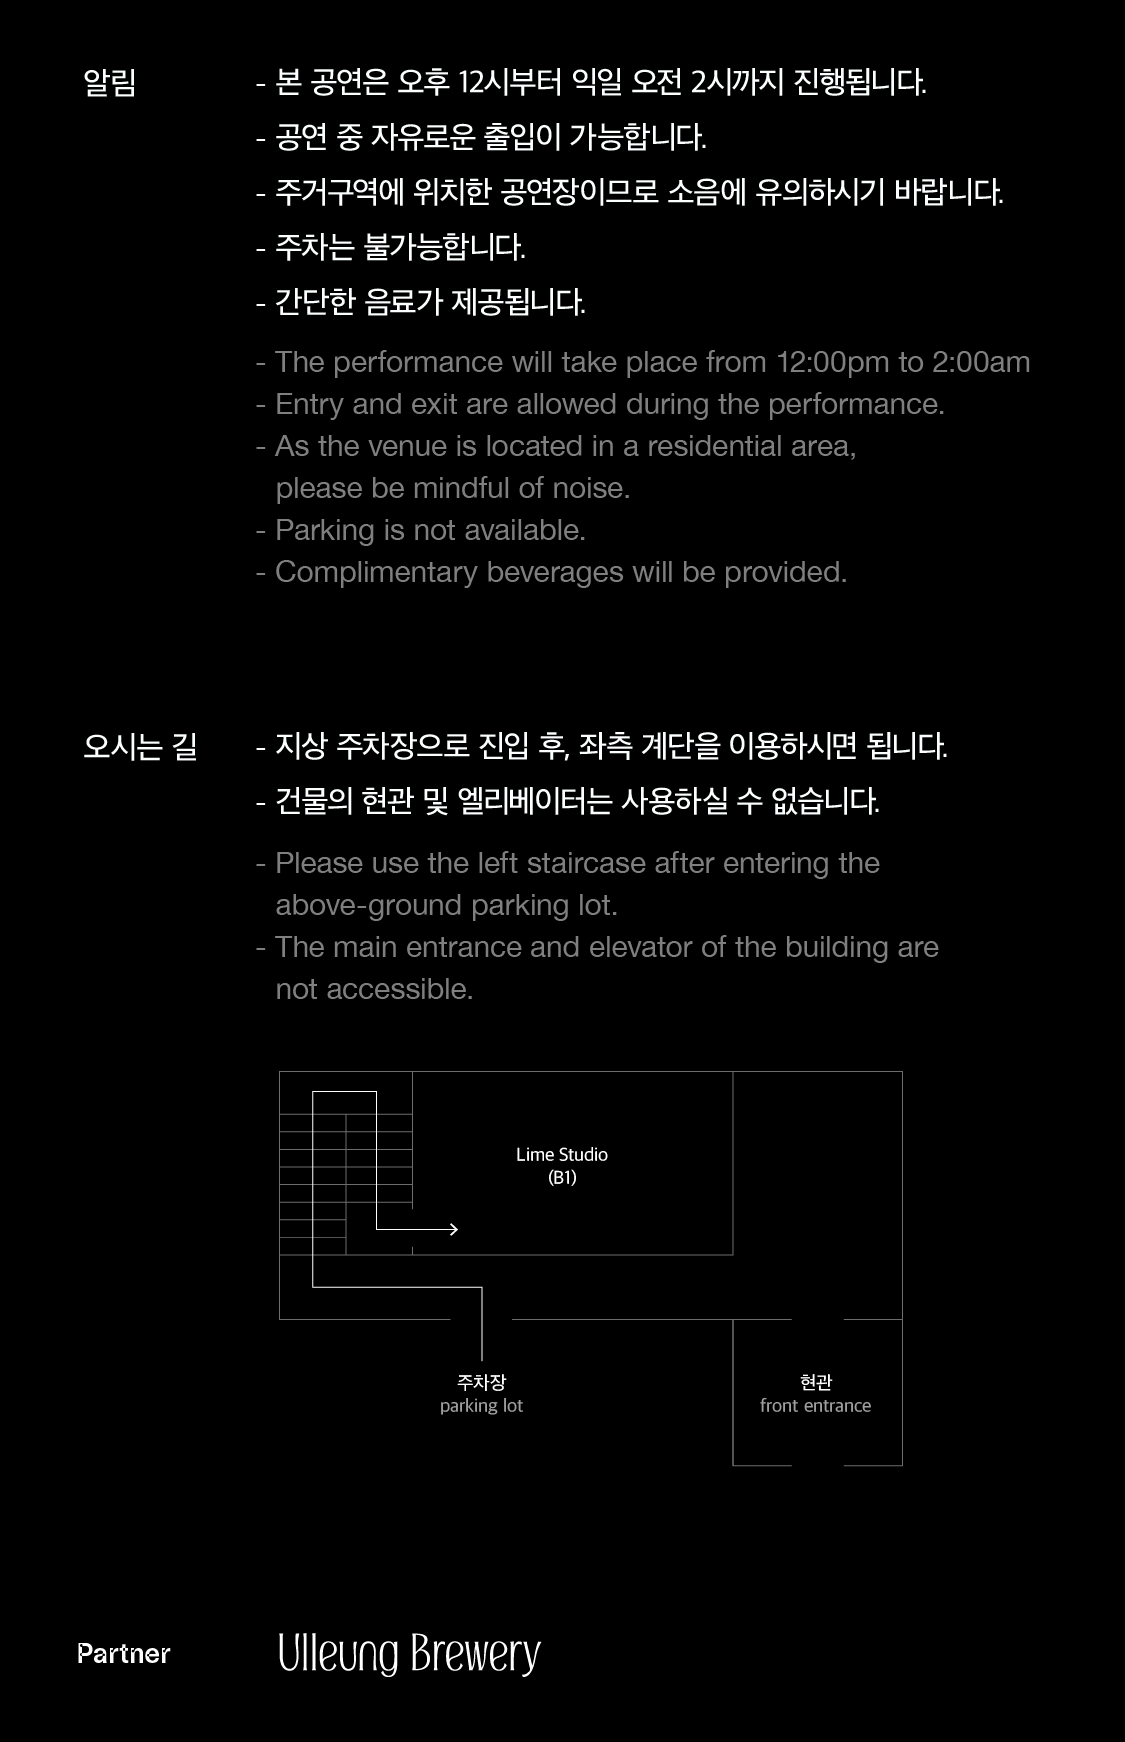 알림
- 본 공연은 오후 12시부터 익일 오전 2시까지 진행됩니다.
- 공연 중 자유로운 출입이 가능합니다.
- 주거구역에 위치한 공연장이므로 소음에 유의하시기 바랍니다.
- 주차는 불가능합니다.
- 간단한 음료가 제공됩니다.
- The performance will take place from 12:00pm to 2:00am
- Entry and exit are allowed during the performance.
- As the venue is located in a residential area,
please be mindful of noise.
- Parking is not available.
- Complimentary beverages will be provided.
오시는 길
- 지상 주차장으로 진입 후, 좌측 계단을 이용하시면 됩니다.
- 건물의 현관 및 엘리베이터는 사용하실 수 없습니다.
- Please use the left staircase after entering the
above-ground parking lot.
- The main entrance and elevator of the building are
not accessible.
Lime Studio
(B1)
주차장
parking lot
현관
front entrance
Partner
Ulleung Brewery